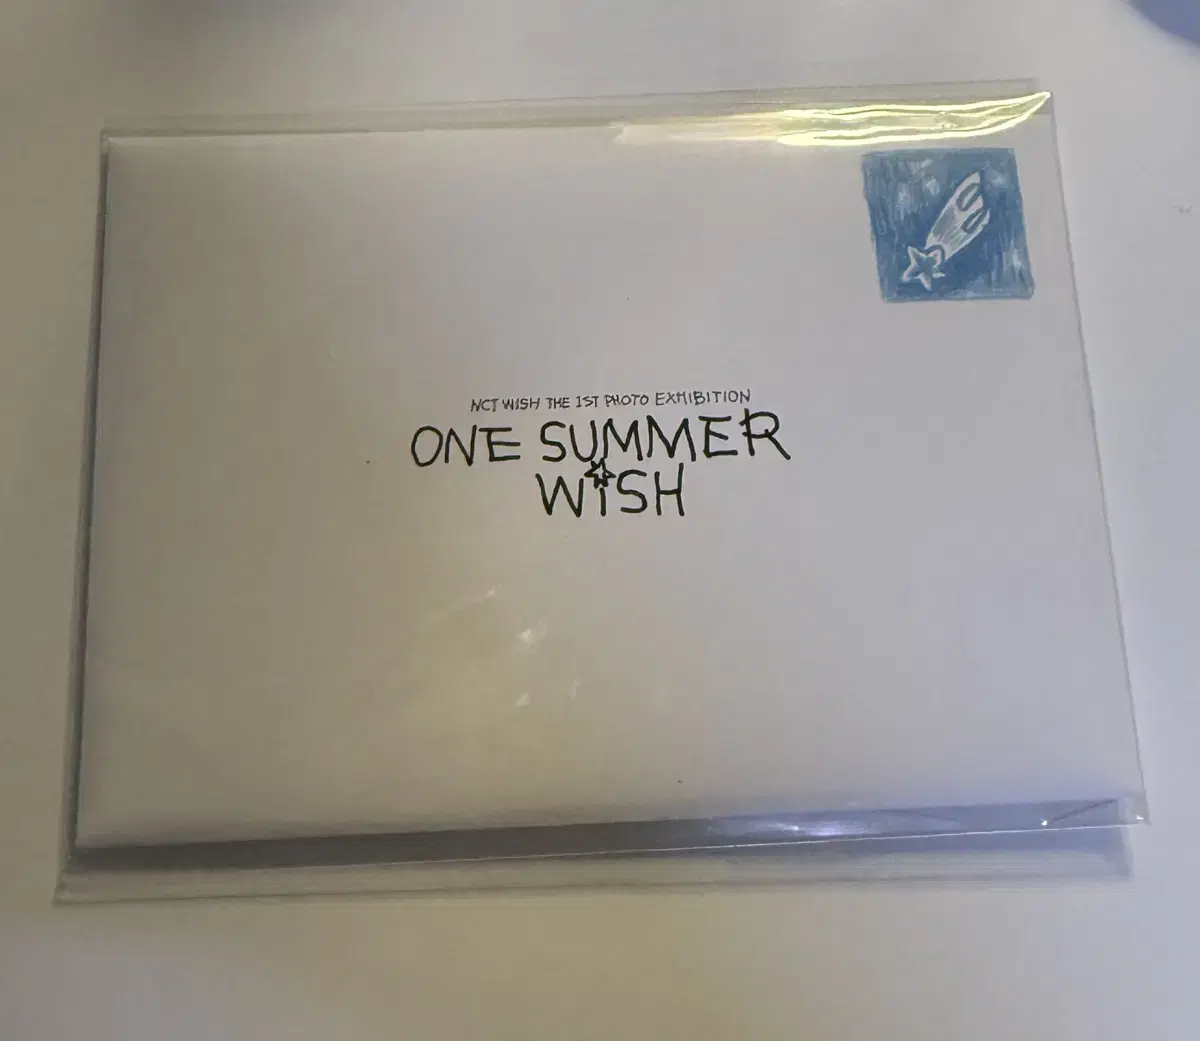 NCT WISH THE 1ST PHOTO EXHIBITION
ONE SUMMER
WiSH